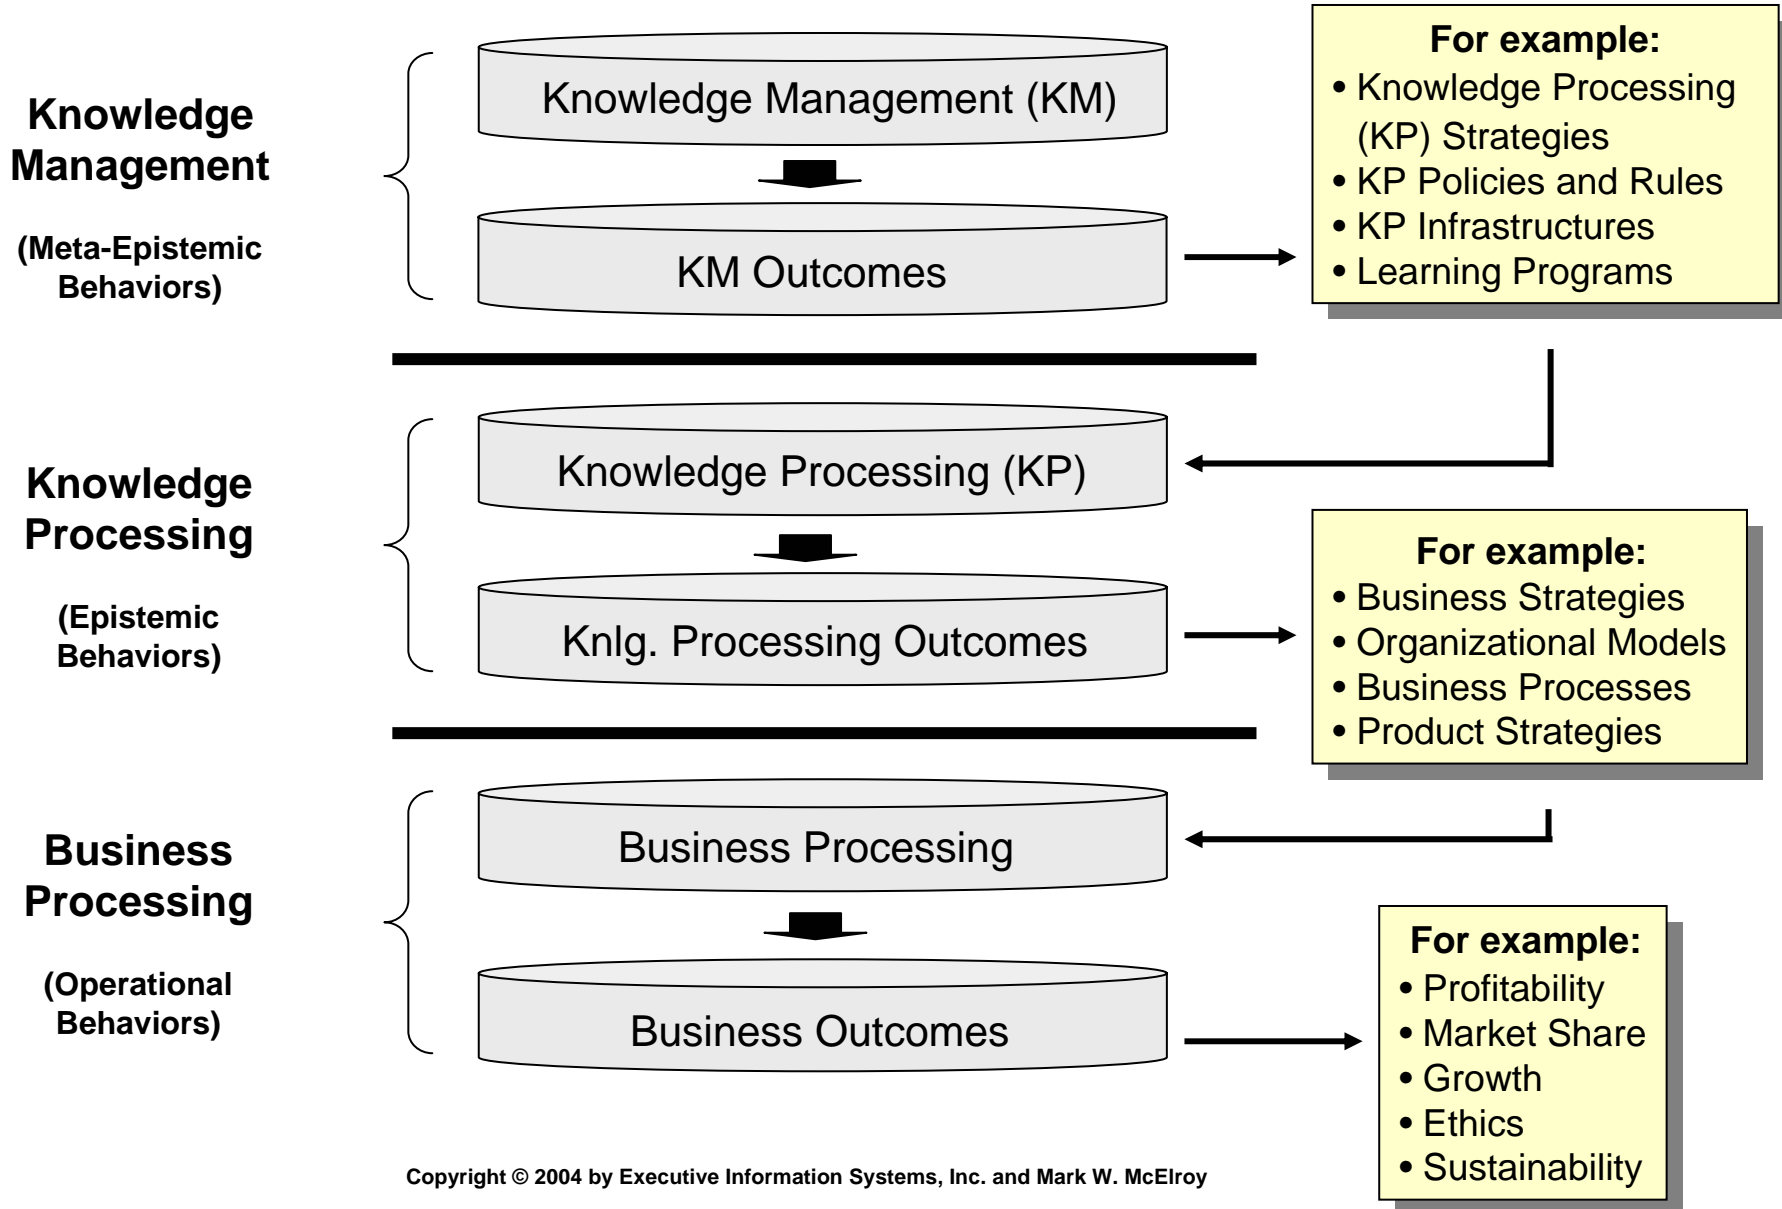 Knowledge
Management
(Meta-Epistemic
Behaviors)
Knowledge Management (KM)
KM Outcomes
For example:
• Knowledge Processing
(KP) Strategies
• KP Policies and Rules
• KP Infrastructures
• Learning Programs
Knowledge
Processing
(Epistemic
Behaviors)
Knowledge Processing (KP)
Knlg. Processing Outcomes
For example:
• Business Strategies
• Organizational Models
• Business Processes
• Product Strategies
Business
Processing
(Operational
Behaviors)
Business Processing
Business Outcomes
For example:
• Profitability
• Market Share
• Growth
• Ethics
• Sustainability
Copyright © 2004 by Executive Information Systems, Inc. and Mark W. McElroy